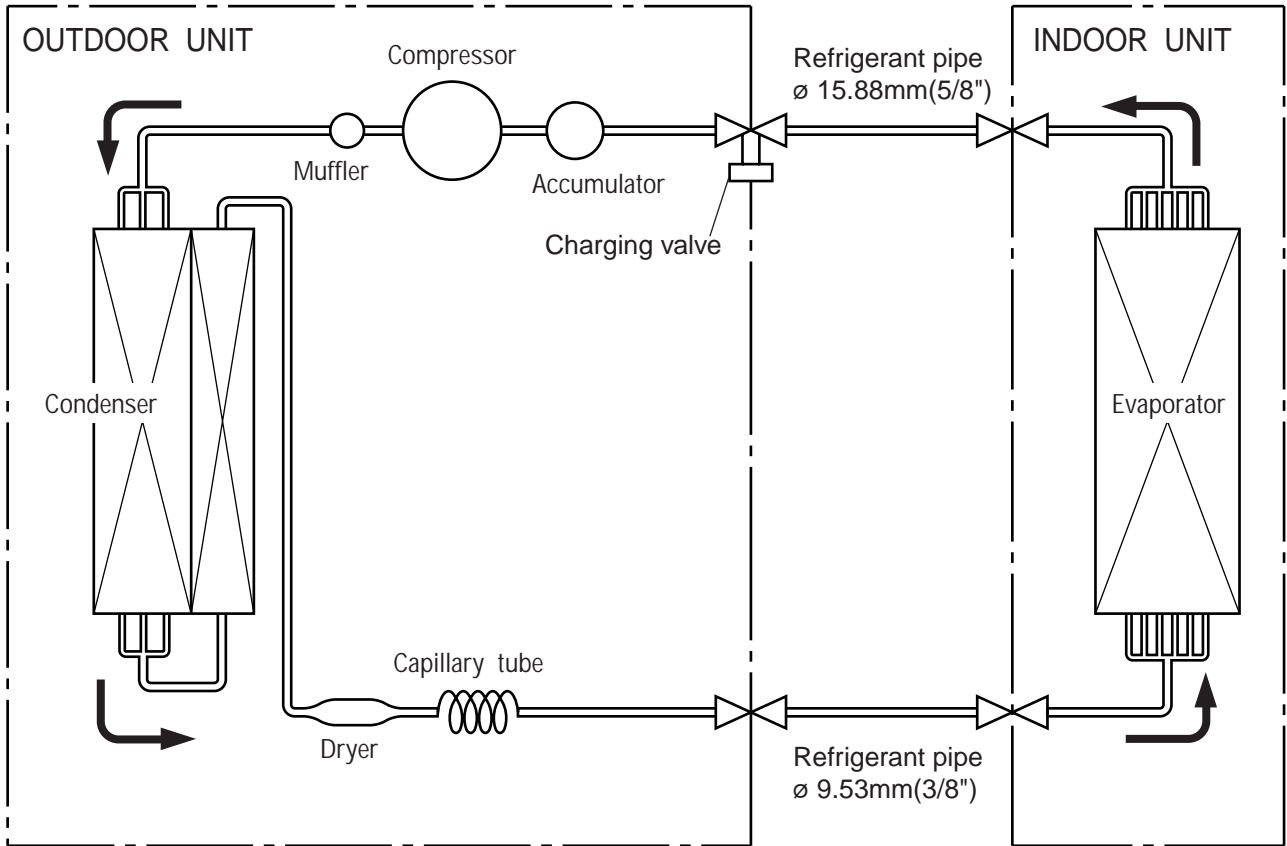 OUTDOOR UNIT
INDOOR UNIT
Compressor
Refrigerant pipe
ø 15.88mm(5/8")
Muffler
Accumulator
Charging valve
Condenser
Evaporator
Capillary tube
Dryer
Refrigerant pipe
ø 9.53mm(3/8")